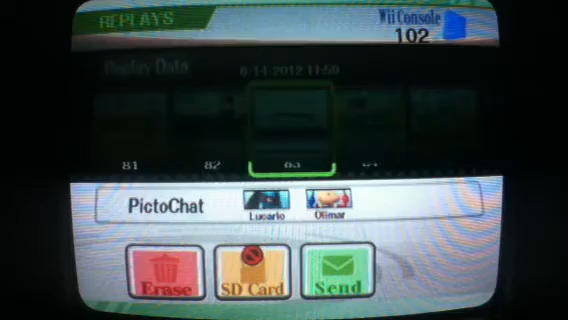 REPLAYS
Wii Console
102
Replay Data
6-14-2012 11:50
81 82 83 84
PictoChat
Lucario Olimar
Erase SD Card Send